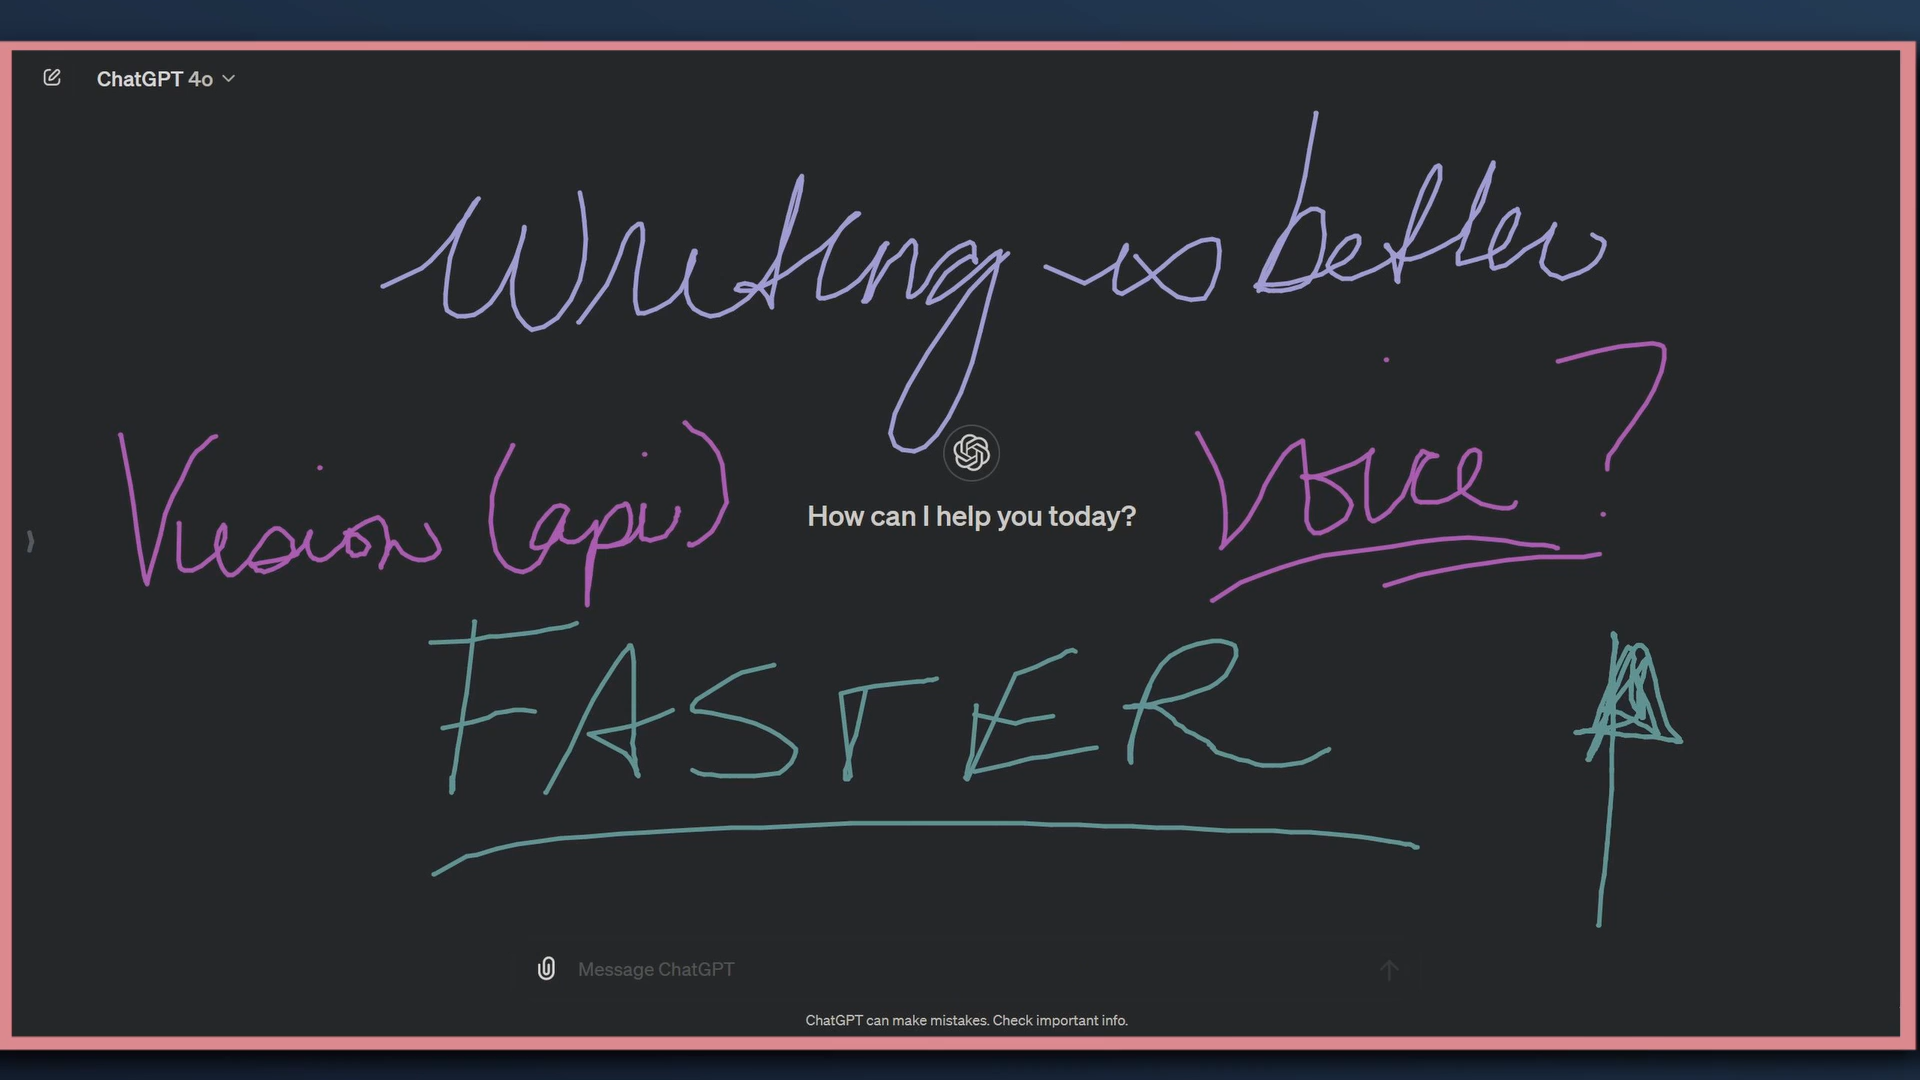 ChatGPT 4o
Writing is better
Vision (api)
Voice?
How can I help you today?
FASTER
Message ChatGPT
ChatGPT can make mistakes. Check important info.